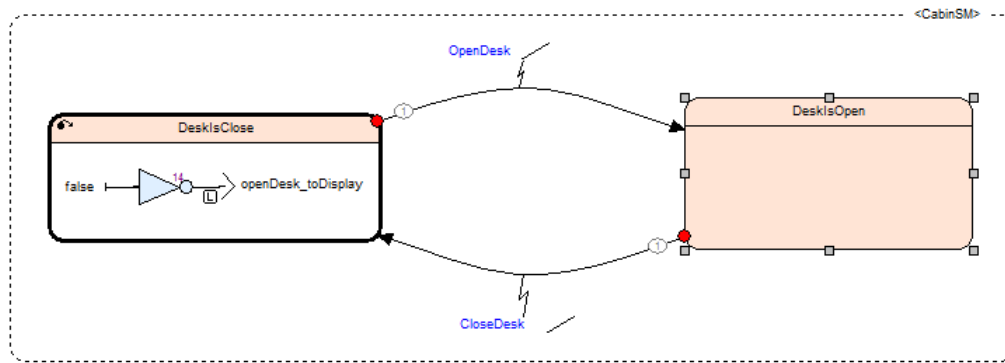 <CabinSM>
OpenDesk
1
DeskIsClose
DeskIsOpen
false
14
L
openDesk_toDisplay
1
CloseDesk